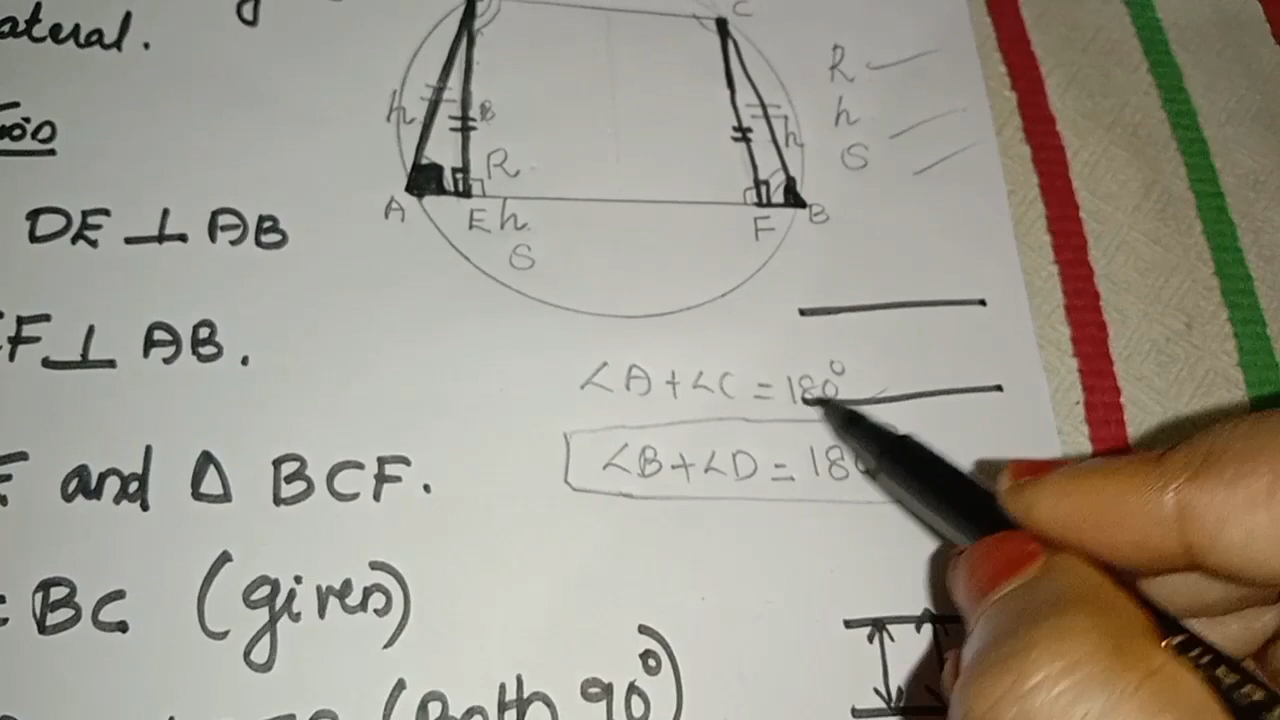 ateral.
C
h
B
R
h
R
h
S
A
E h
F
B
S
DE ⊥ AB
F ⊥ AB.
∠A+∠C = 180°
∠B+∠D = 18
and Δ BCF.
= BC (given)
(Both 90°)